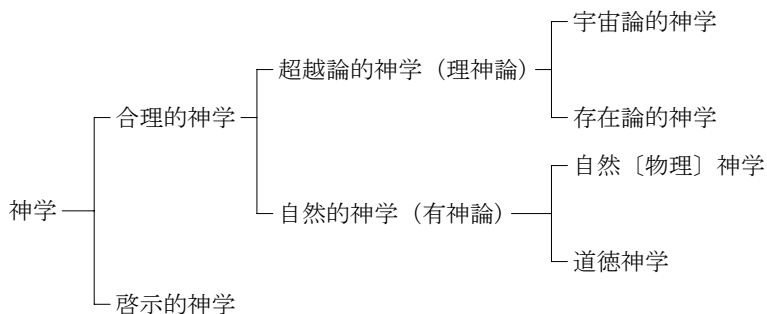 宇宙論的神学
超越論的神学（理神論）
合理的神学
存在論的神学
自然〔物理〕神学
神学
自然的神学（有神論）
道徳神学
啓示的神学